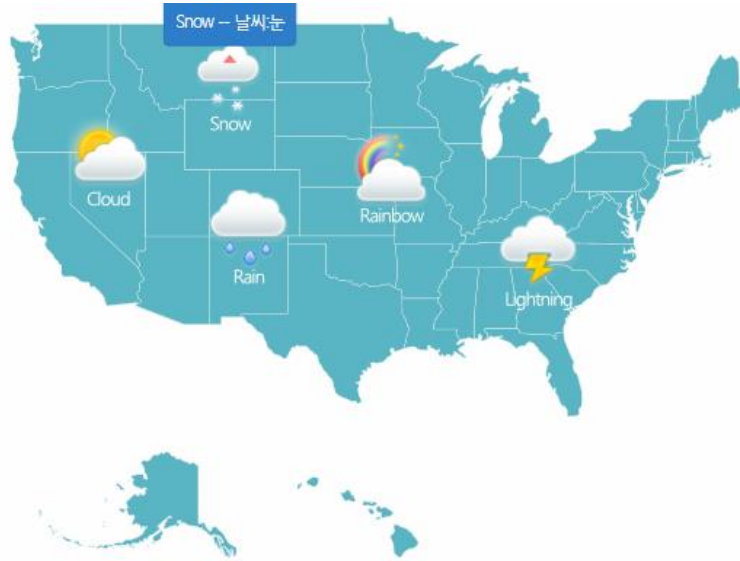 Snow -- 날씨:눈
Snow
Cloud
Rainbow
Rain
Lightning